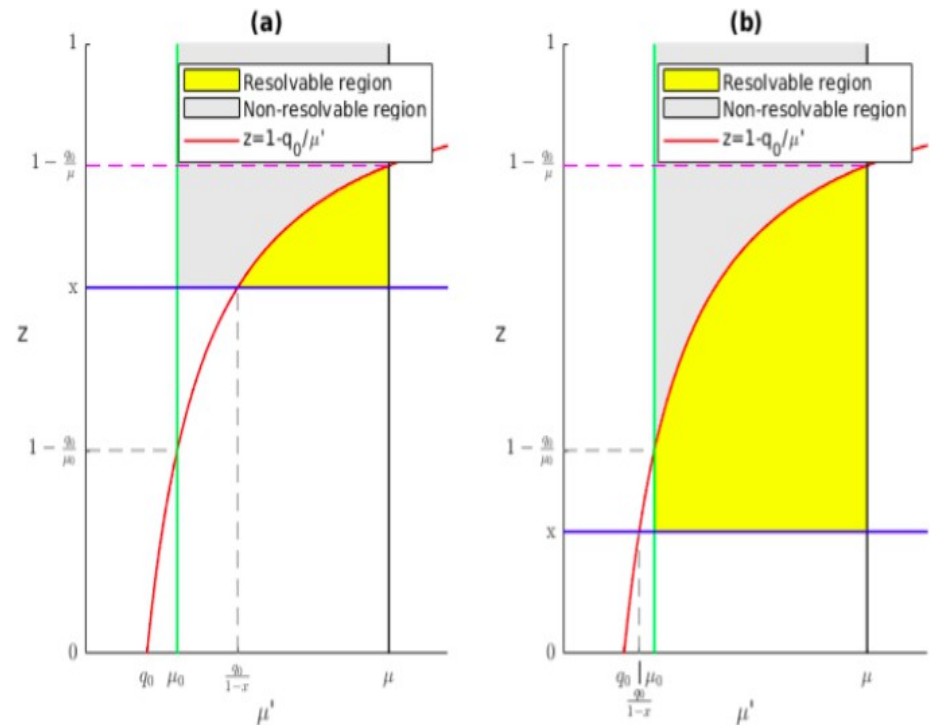 (a)
1
Resolvable region
Non-resolvable region
z=1-q₀/μ'
1 − q₀/μ
x
z
1 − q₀/μ₀
0
q₀ μ₀ q₀/1−x μ
μ'
(b)
1
Resolvable region
Non-resolvable region
z=1-q₀/μ'
1 − q₀/μ
z
1 − q₀/μ₀
x
0
q₀ μ₀ μ
q₀/1−x
μ'